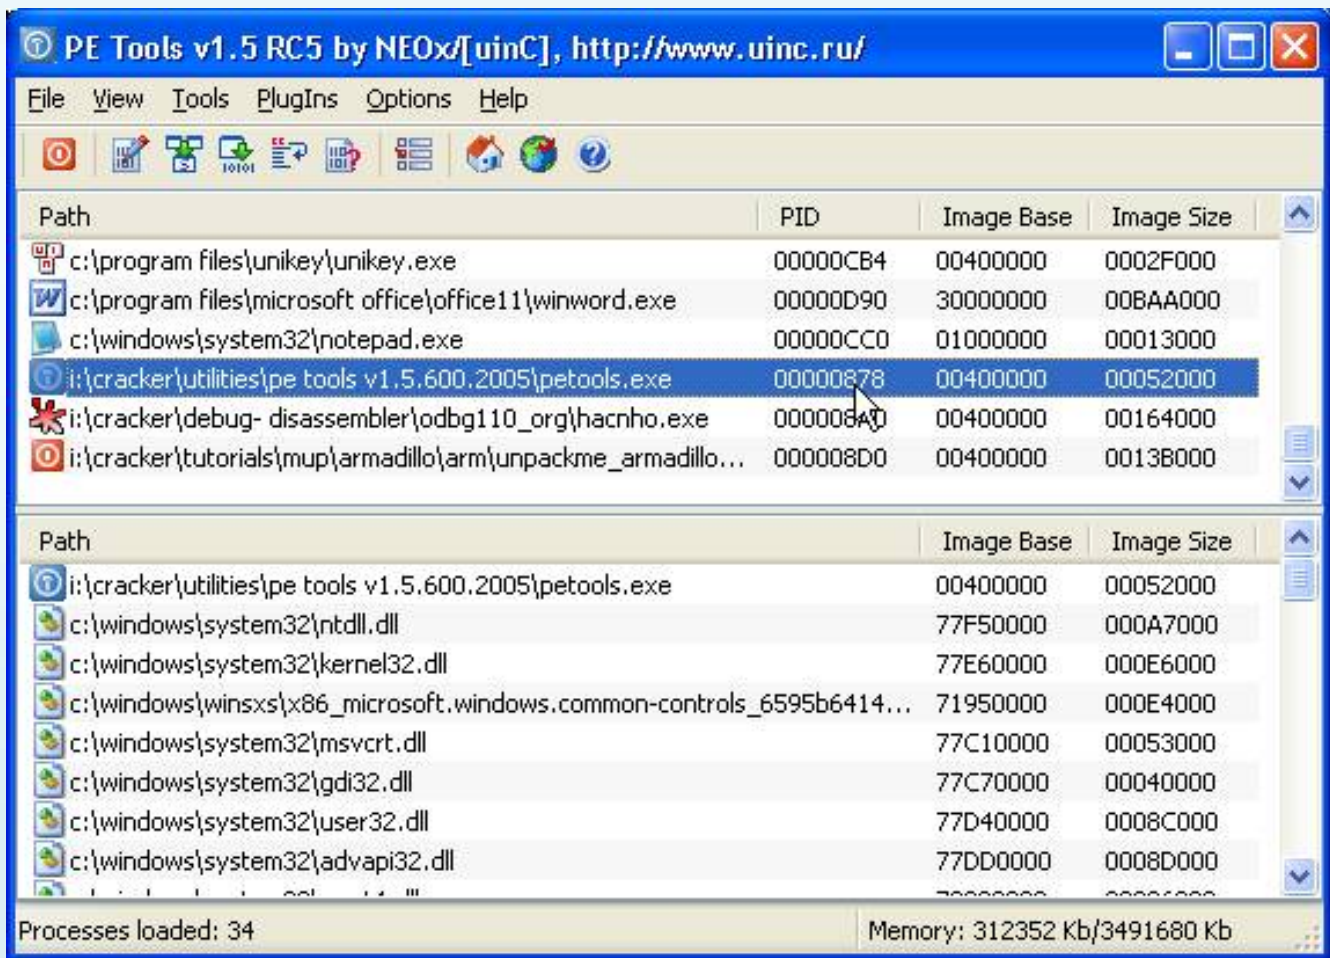 PE Tools v1.5 RC5 by NEOx/[uinC], http://www.uinc.ru/
File View Tools PlugIns Options Help
Path PID Image Base Image Size
c:\program files\unikey\unikey.exe 00000CB4 00400000 0002F000
c:\program files\microsoft office\office11\winword.exe 00000D90 30000000 00BAA000
c:\windows\system32\notepad.exe 00000CC0 01000000 00013000
i:\cracker\utilities\pe tools v1.5.600.2005\petools.exe 00000878 00400000 00052000
i:\cracker\debug- disassembler\odbg110_org\hacnho.exe 00400000 00164000
i:\cracker\tutorials\mup\armadillo\arm\unpackme_armadillo... 000008D0 00400000 0013B000
Path Image Base Image Size
i:\cracker\utilities\pe tools v1.5.600.2005\petools.exe 00400000 00052000
c:\windows\system32\ntdll.dll 77F50000 000A7000
c:\windows\system32\kernel32.dll 77E60000 000E6000
c:\windows\winsxs\x86_microsoft.windows.common-controls_6595b6414... 71950000 000E4000
c:\windows\system32\msvcrt.dll 77C10000 00053000
c:\windows\system32\gdi32.dll 77C70000 00040000
c:\windows\system32\user32.dll 77D40000 0008C000
c:\windows\system32\advapi32.dll 77DD0000 0008D000
Processes loaded: 34 Memory: 312352 Kb/3491680 Kb